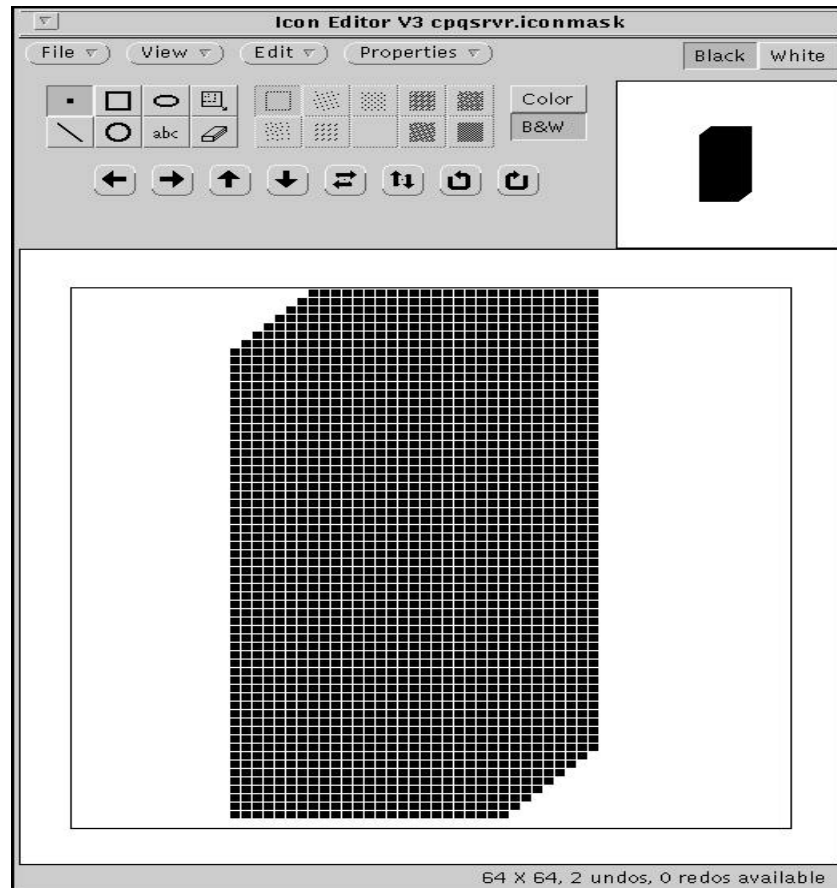 Icon Editor V3 cpqsrvr.iconmask
File View Edit Properties Black White
Color
abc B&W
64 X 64, 2 undos, 0 redos available